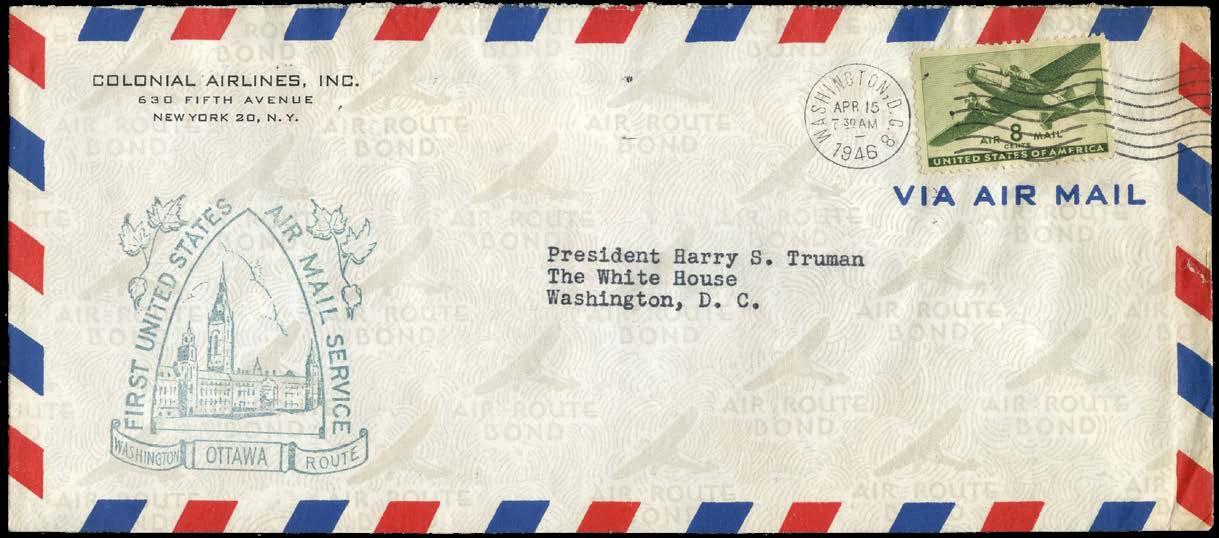 COLONIAL AIRLINES, INC.
630 FIFTH AVENUE
NEW YORK 20, N.Y.
WASHINGTON, D.C. 8
APR 15
7 30 AM
1946
AIR 8 MAIL
CENTS
UNITED STATES OF AMERICA
VIA AIR MAIL
President Harry S. Truman
The White House
Washington, D. C.
FIRST UNITED STATES AIR MAIL SERVICE
WASHINGTON OTTAWA ROUTE
AIR ROUTE
BOND